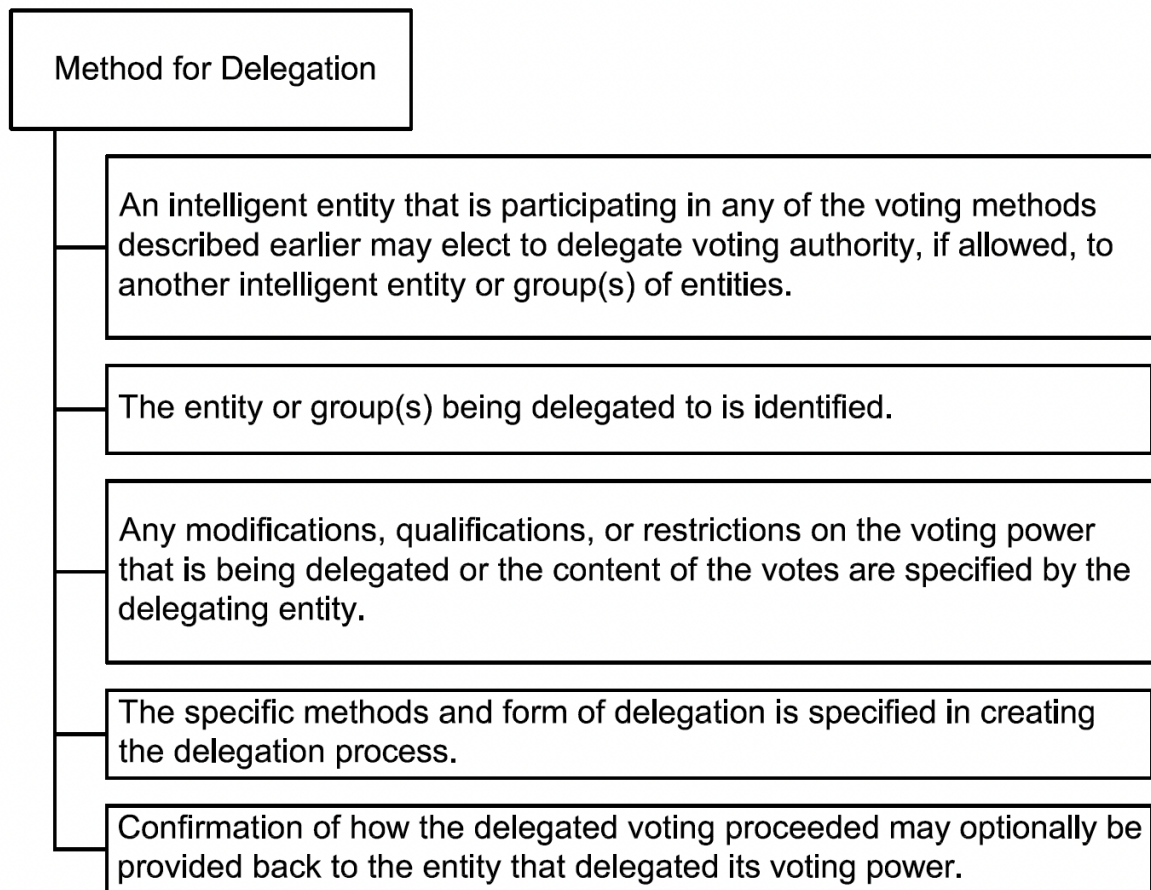 Method for Delegation
An intelligent entity that is participating in any of the voting methods
described earlier may elect to delegate voting authority, if allowed, to
another intelligent entity or group(s) of entities.
The entity or group(s) being delegated to is identified.
Any modifications, qualifications, or restrictions on the voting power
that is being delegated or the content of the votes are specified by the
delegating entity.
The specific methods and form of delegation is specified in creating
the delegation process.
Confirmation of how the delegated voting proceeded may optionally be
provided back to the entity that delegated its voting power.